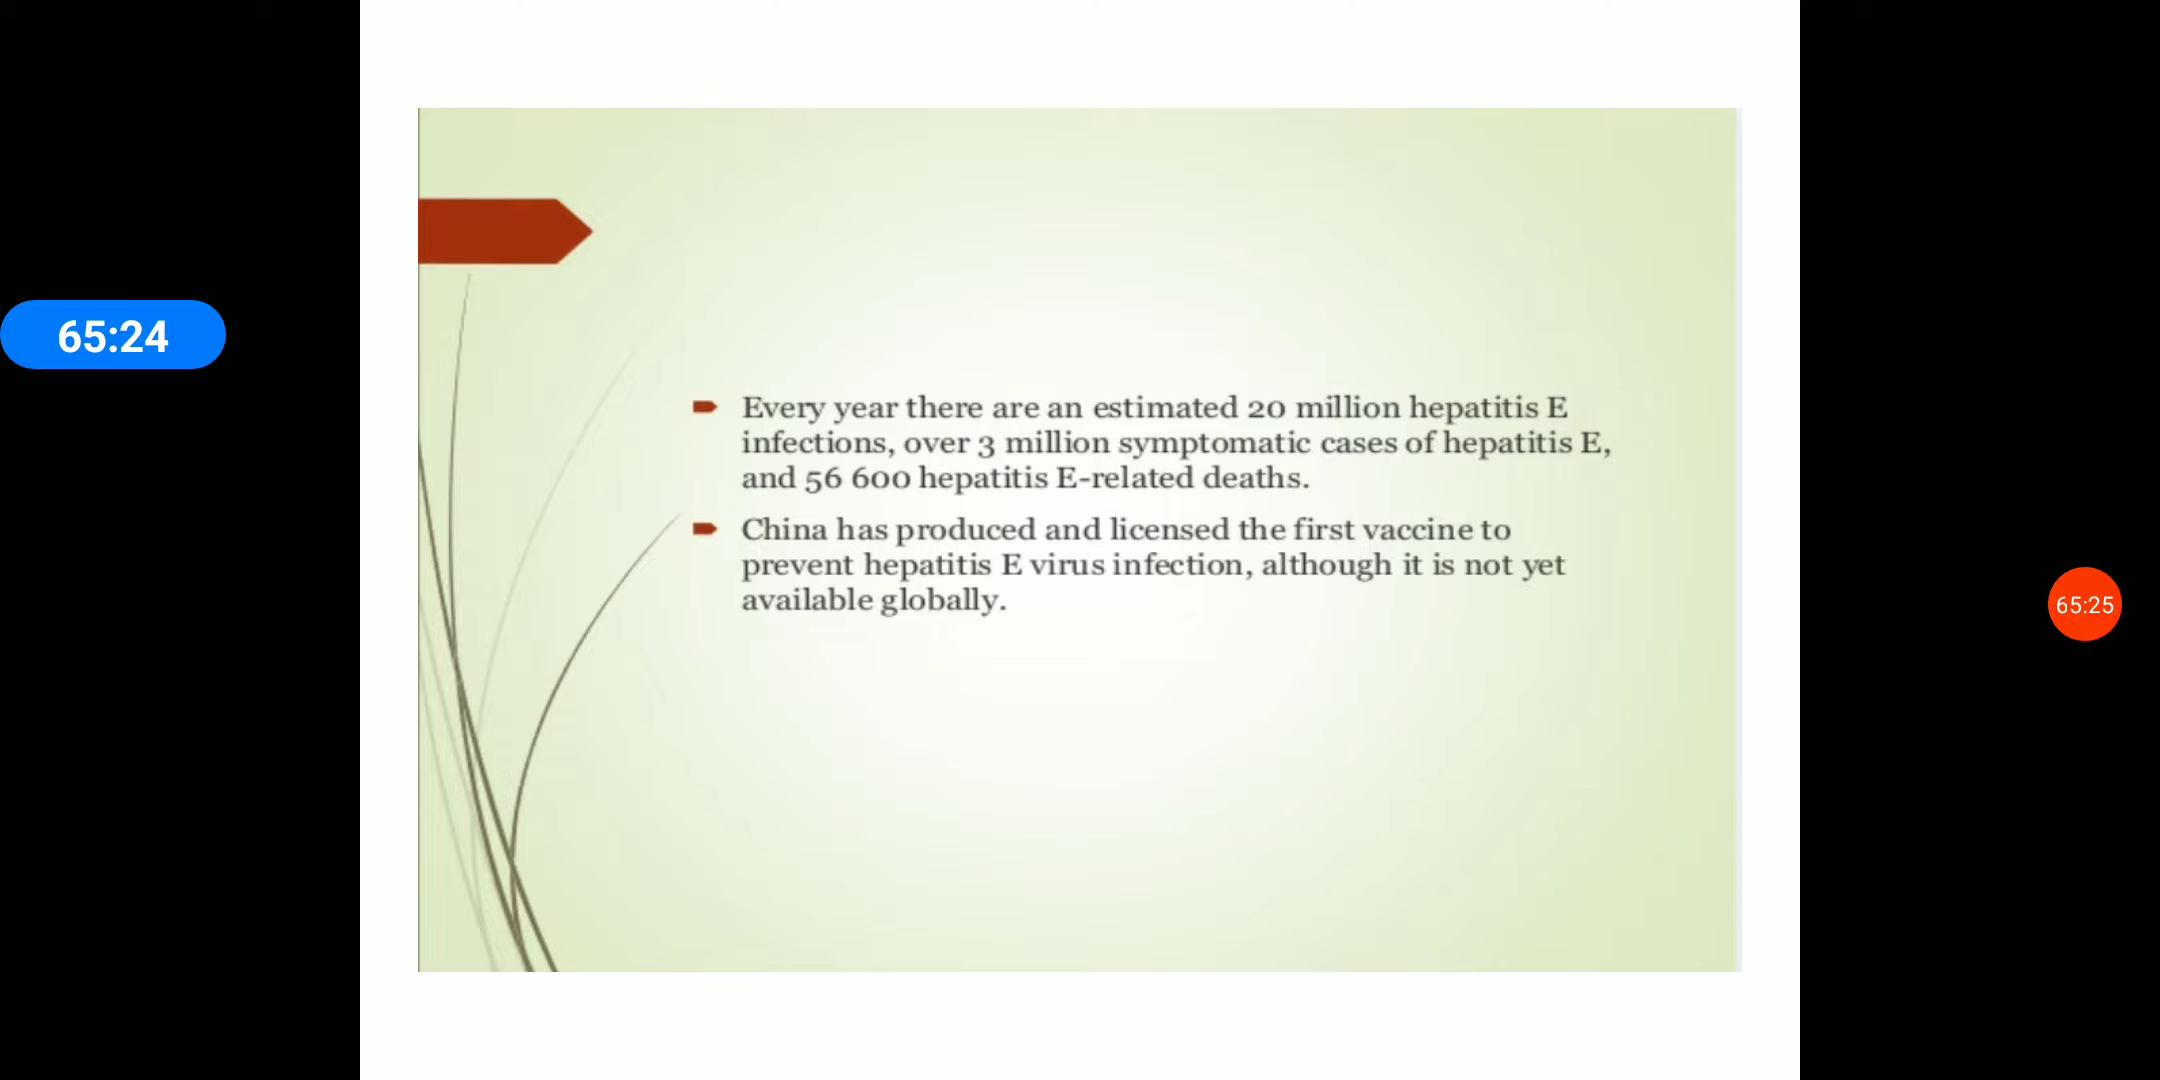 65:24
Every year there are an estimated 20 million hepatitis E
infections, over 3 million symptomatic cases of hepatitis E,
and 56 600 hepatitis E-related deaths.
China has produced and licensed the first vaccine to
prevent hepatitis E virus infection, although it is not yet
available globally.
65:25